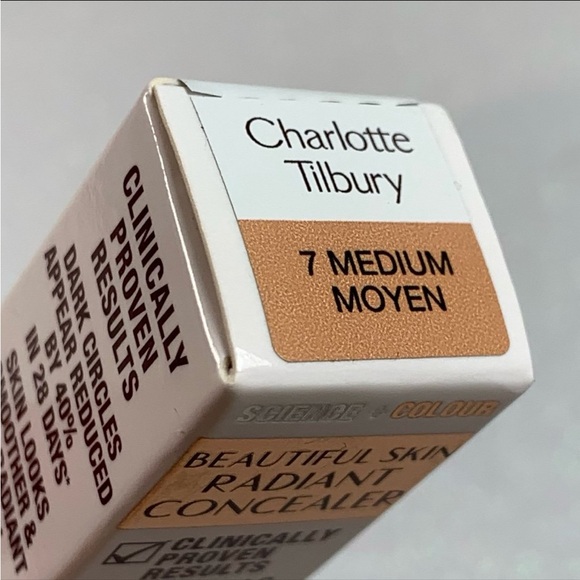 Charlotte
Tilbury
7 MEDIUM
MOYEN
SCIENCE + COLOUR
BEAUTIFUL SKIN
RADIANT
CONCEALER
CLINICALLY
PROVEN
RESULTS
CLINICALLY
PROVEN
RESULTS
DARK CIRCLES
APPEAR REDUCED
BY 40%
IN 28 DAYS*
SKIN LOOKS
SMOOTHER &
RADIANT